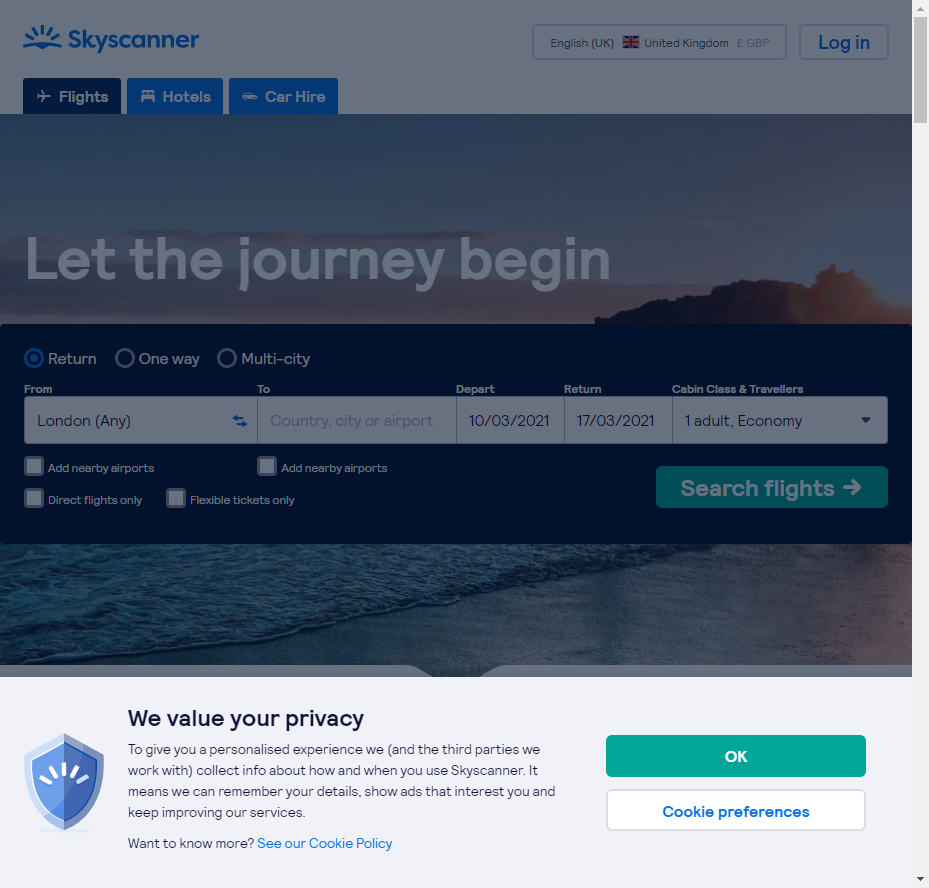 Skyscanner
English (UK) United Kingdom £ GBP
Log in
Flights
Hotels
Car Hire
Let the journey begin
Return
One way
Multi-city
From
To
Depart
Return
Cabin Class & Travellers
London (Any)
Country, city or airport
10/03/2021
17/03/2021
1 adult, Economy
Add nearby airports
Add nearby airports
Direct flights only
Flexible tickets only
Search flights
We value your privacy
To give you a personalised experience we (and the third parties we
work with) collect info about how and when you use Skyscanner. It
means we can remember your details, show ads that interest you and
keep improving our services.
Want to know more? See our Cookie Policy
OK
Cookie preferences